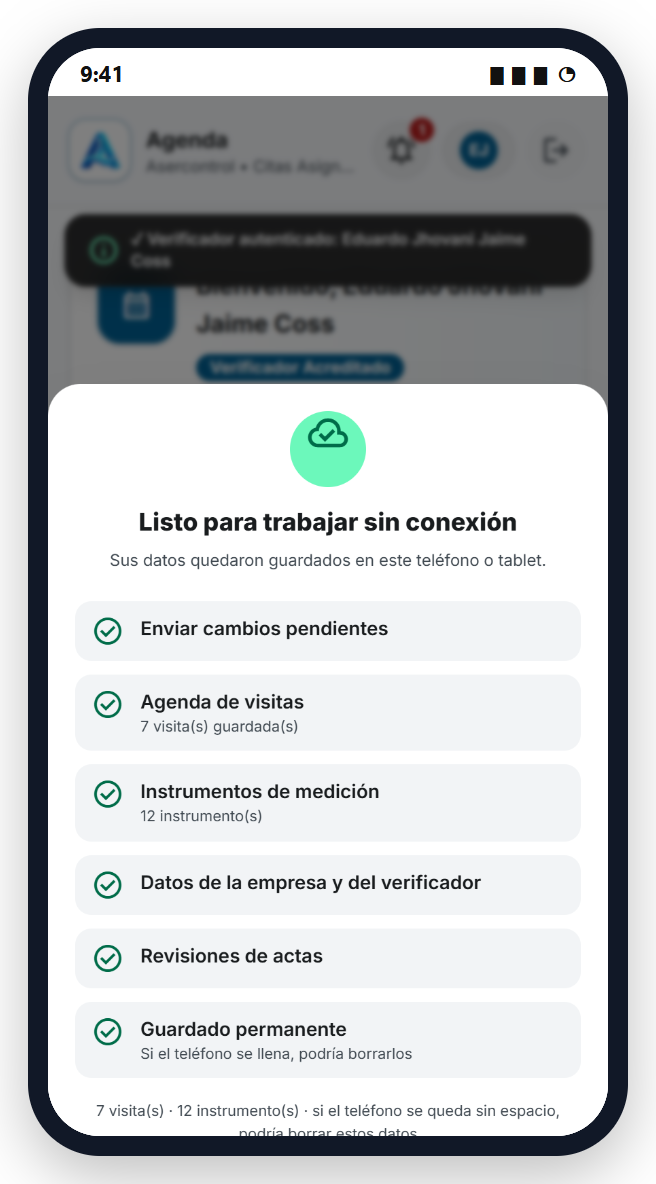 9:41
Agenda
Asercontrol • Citas Asign...
1
EJ
✓ Verificador autenticado: Eduardo Jhovani Jaime
Coss
Bienvenido, Eduardo Jhovani
Jaime Coss
Verificador Acreditado
Listo para trabajar sin conexión
Sus datos quedaron guardados en este teléfono o tablet.
Enviar cambios pendientes
Agenda de visitas
7 visita(s) guardada(s)
Instrumentos de medición
12 instrumento(s)
Datos de la empresa y del verificador
Revisiones de actas
Guardado permanente
Si el teléfono se llena, podría borrarlos
7 visita(s) · 12 instrumento(s) · si el teléfono se queda sin espacio,
podría borrar estos datos